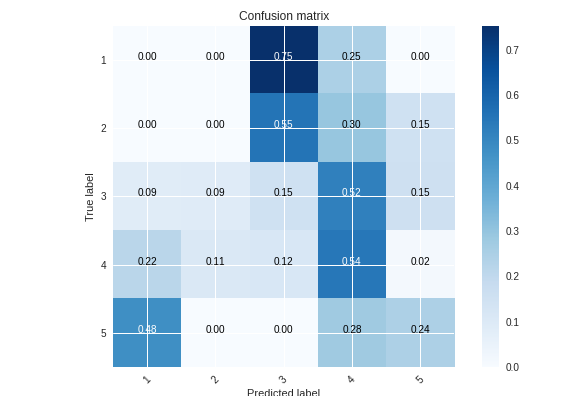 Confusion matrix
1 0.00 0.00 0.75 0.25 0.00
2 0.00 0.00 0.55 0.30 0.15
3 0.09 0.09 0.15 0.52 0.15
4 0.22 0.11 0.12 0.54 0.02
5 0.48 0.00 0.00 0.28 0.24
1 2 3 4 5
True label
Predicted label
0.7
0.6
0.5
0.4
0.3
0.2
0.1
0.0